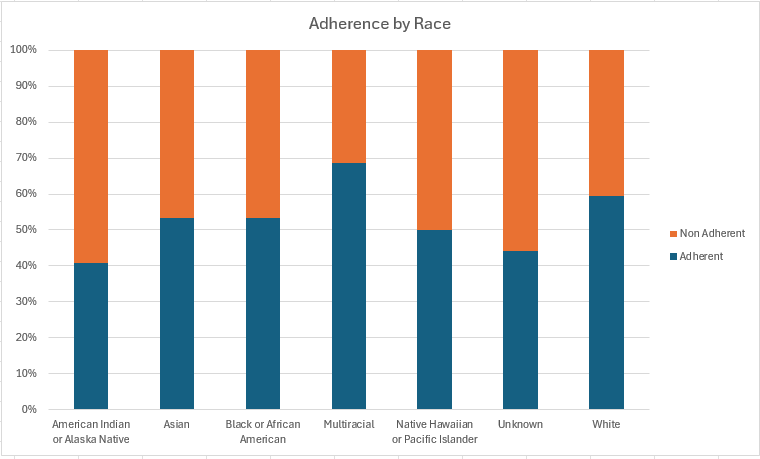 Adherence by Race
100%
90%
80%
70%
60%
50%
40%
30%
20%
10%
0%
American Indian
or Alaska Native
Asian
Black or African
American
Multiracial
Native Hawaiian
or Pacific Islander
Unknown
White
Non Adherent
Adherent